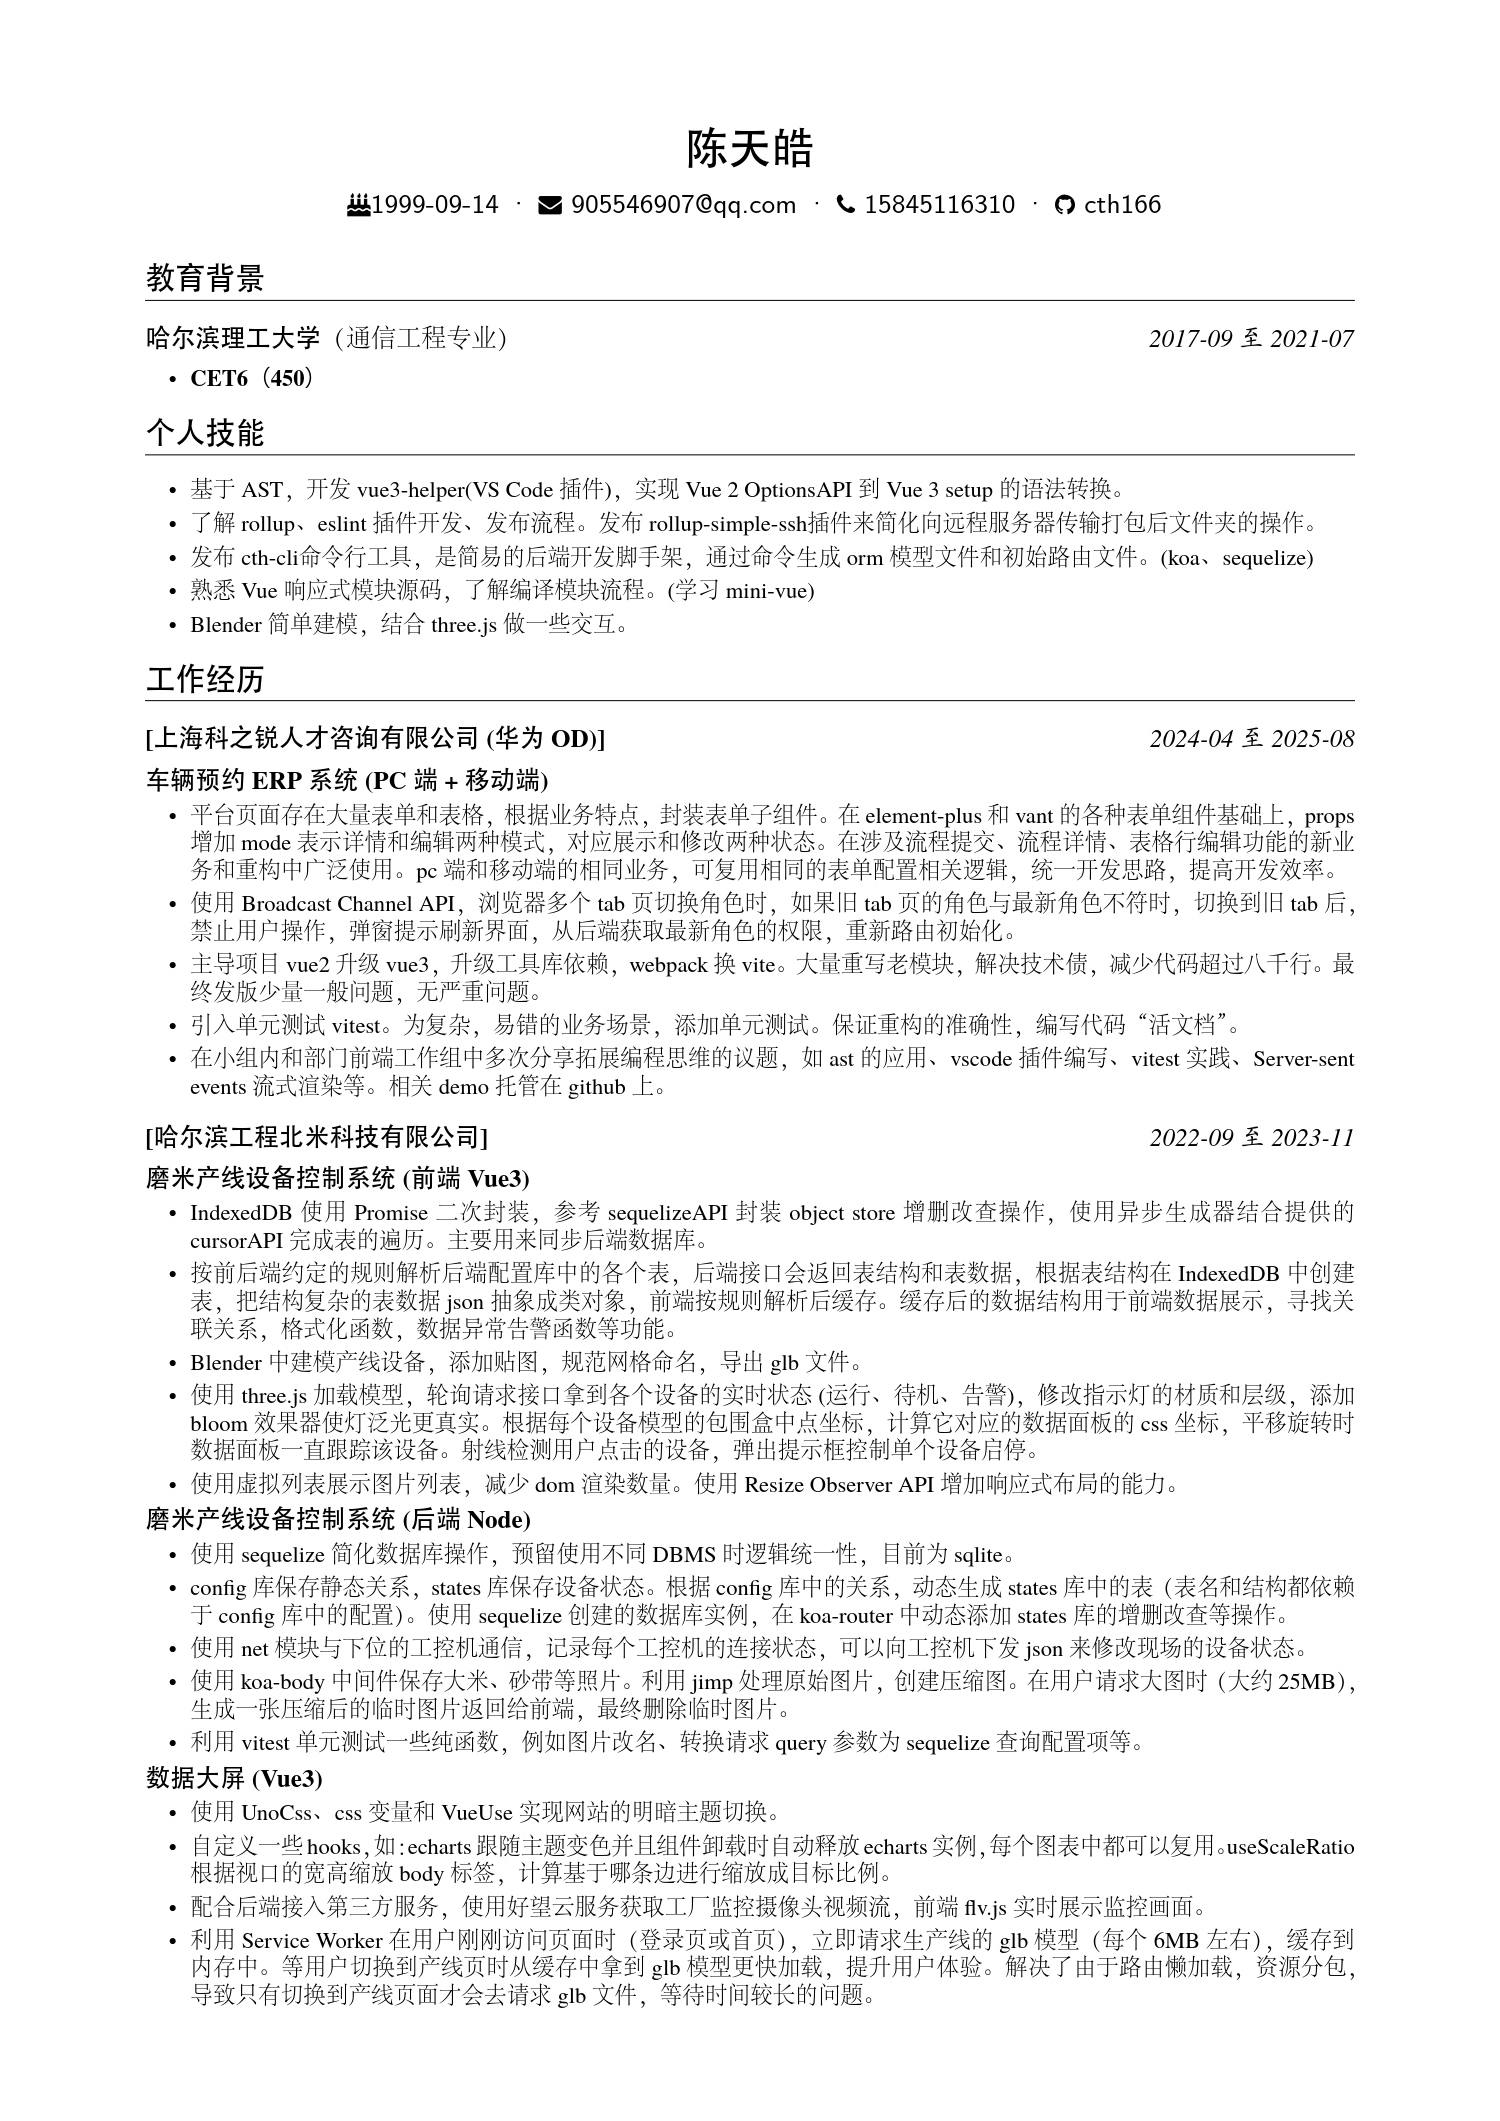 陈天皓
1999-09-14 · 905546907@qq.com · 15845116310 · cth166
教育背景
哈尔滨理工大学（通信工程专业） 2017-09 至 2021-07
• CET6（450）
个人技能
• 基于 AST，开发 vue3-helper(VS Code 插件)，实现 Vue 2 OptionsAPI 到 Vue 3 setup 的语法转换。
• 了解 rollup、eslint 插件开发、发布流程。发布 rollup-simple-ssh插件来简化向远程服务器传输打包后文件夹的操作。
• 发布 cth-cli命令行工具，是简易的后端开发脚手架，通过命令生成 orm 模型文件和初始路由文件。(koa、sequelize)
• 熟悉 Vue 响应式模块源码，了解编译模块流程。(学习 mini-vue)
• Blender 简单建模，结合 three.js 做一些交互。
工作经历
[上海科之锐人才咨询有限公司 (华为 OD)] 2024-04 至 2025-08
车辆预约 ERP 系统 (PC 端 + 移动端)
• 平台页面存在大量表单和表格，根据业务特点，封装表单子组件。在 element-plus 和 vant 的各种表单组件基础上，props
增加 mode 表示详情和编辑两种模式，对应展示和修改两种状态。在涉及流程提交、流程详情、表格行编辑功能的新业
务和重构中广泛使用。pc 端和移动端的相同业务，可复用相同的表单配置相关逻辑，统一开发思路，提高开发效率。
• 使用 Broadcast Channel API，浏览器多个 tab 页切换角色时，如果旧 tab 页的角色与最新角色不符时，切换到旧 tab 后，
禁止用户操作，弹窗提示刷新界面，从后端获取最新角色的权限，重新路由初始化。
• 主导项目 vue2 升级 vue3，升级工具库依赖，webpack 换 vite。大量重写老模块，解决技术债，减少代码超过八千行。最
终发版少量一般问题，无严重问题。
• 引入单元测试 vitest。为复杂，易错的业务场景，添加单元测试。保证重构的准确性，编写代码“活文档”。
• 在小组内和部门前端工作组中多次分享拓展编程思维的议题，如 ast 的应用、vscode 插件编写、vitest 实践、Server-sent
events 流式渲染等。相关 demo 托管在 github 上。
[哈尔滨工程北米科技有限公司] 2022-09 至 2023-11
磨米产线设备控制系统 (前端 Vue3)
• IndexedDB 使用 Promise 二次封装，参考 sequelizeAPI 封装 object store 增删改查操作，使用异步生成器结合提供的
cursorAPI 完成表的遍历。主要用来同步后端数据库。
• 按前后端约定的规则解析后端配置库中的各个表，后端接口会返回表结构和表数据，根据表结构在 IndexedDB 中创建
表，把结构复杂的表数据 json 抽象成类对象，前端按规则解析后缓存。缓存后的数据结构用于前端数据展示，寻找关
联关系，格式化函数，数据异常告警函数等功能。
• Blender 中建模产线设备，添加贴图，规范网格命名，导出 glb 文件。
• 使用 three.js 加载模型，轮询请求接口拿到各个设备的实时状态 (运行、待机、告警)，修改指示灯的材质和层级，添加
bloom 效果器使灯泛光更真实。根据每个设备模型的包围盒中点坐标，计算它对应的数据面板的 css 坐标，平移旋转时
数据面板一直跟踪该设备。射线检测用户点击的设备，弹出提示框控制单个设备启停。
• 使用虚拟列表展示图片列表，减少 dom 渲染数量。使用 Resize Observer API 增加响应式布局的能力。
磨米产线设备控制系统 (后端 Node)
• 使用 sequelize 简化数据库操作，预留使用不同 DBMS 时逻辑统一性，目前为 sqlite。
• config 库保存静态关系，states 库保存设备状态。根据 config 库中的关系，动态生成 states 库中的表（表名和结构都依赖
于 config 库中的配置）。使用 sequelize 创建的数据库实例，在 koa-router 中动态添加 states 库的增删改查等操作。
• 使用 net 模块与下位的工控机通信，记录每个工控机的连接状态，可以向工控机下发 json 来修改现场的设备状态。
• 使用 koa-body 中间件保存大米、砂带等照片。利用 jimp 处理原始图片，创建压缩图。在用户请求大图时（大约 25MB），
生成一张压缩后的临时图片返回给前端，最终删除临时图片。
• 利用 vitest 单元测试一些纯函数，例如图片改名、转换请求 query 参数为 sequelize 查询配置项等。
数据大屏 (Vue3)
• 使用 UnoCss、css 变量和 VueUse 实现网站的明暗主题切换。
• 自定义一些 hooks，如：echarts 跟随主题变色并且组件卸载时自动释放 echarts 实例，每个图表中都可以复用。useScaleRatio
根据视口的宽高缩放 body 标签，计算基于哪条边进行缩放成目标比例。
• 配合后端接入第三方服务，使用好望云服务获取工厂监控摄像头视频流，前端 flv.js 实时展示监控画面。
• 利用 Service Worker 在用户刚刚访问页面时（登录页或首页），立即请求生产线的 glb 模型（每个 6MB 左右），缓存到
内存中。等用户切换到产线页时从缓存中拿到 glb 模型更快加载，提升用户体验。解决了由于路由懒加载，资源分包，
导致只有切换到产线页面才会去请求 glb 文件，等待时间较长的问题。